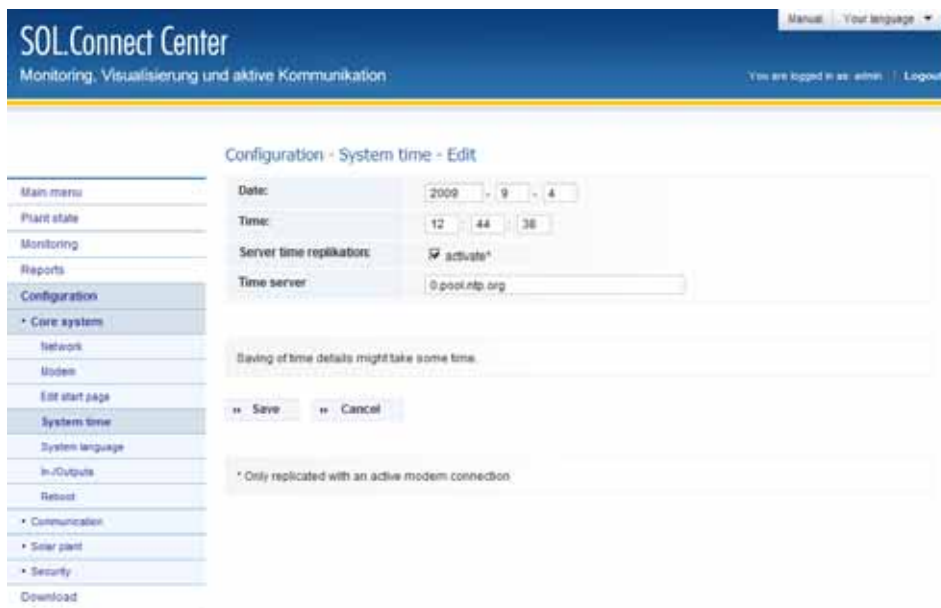 Manual Your language
SOL.Connect Center
Monitoring, Visualisierung und aktive Kommunikation
You are logged in as: admin | Logout
Configuration - System time - Edit
Main menu
Plant state
Monitoring
Reports
Configuration
• Core system
Network
Modem
Edit start page
System time
System language
In-/Outputs
Reboot
• Communication
• Solar plant
• Security
Download
Date: 2009 - 9 - 4
Time: 12 : 44 : 38
Server time replikation: activate*
Time server 0.pool.ntp.org
Saving of time details might take some time.
» Save » Cancel
* Only replicated with an active modem connection